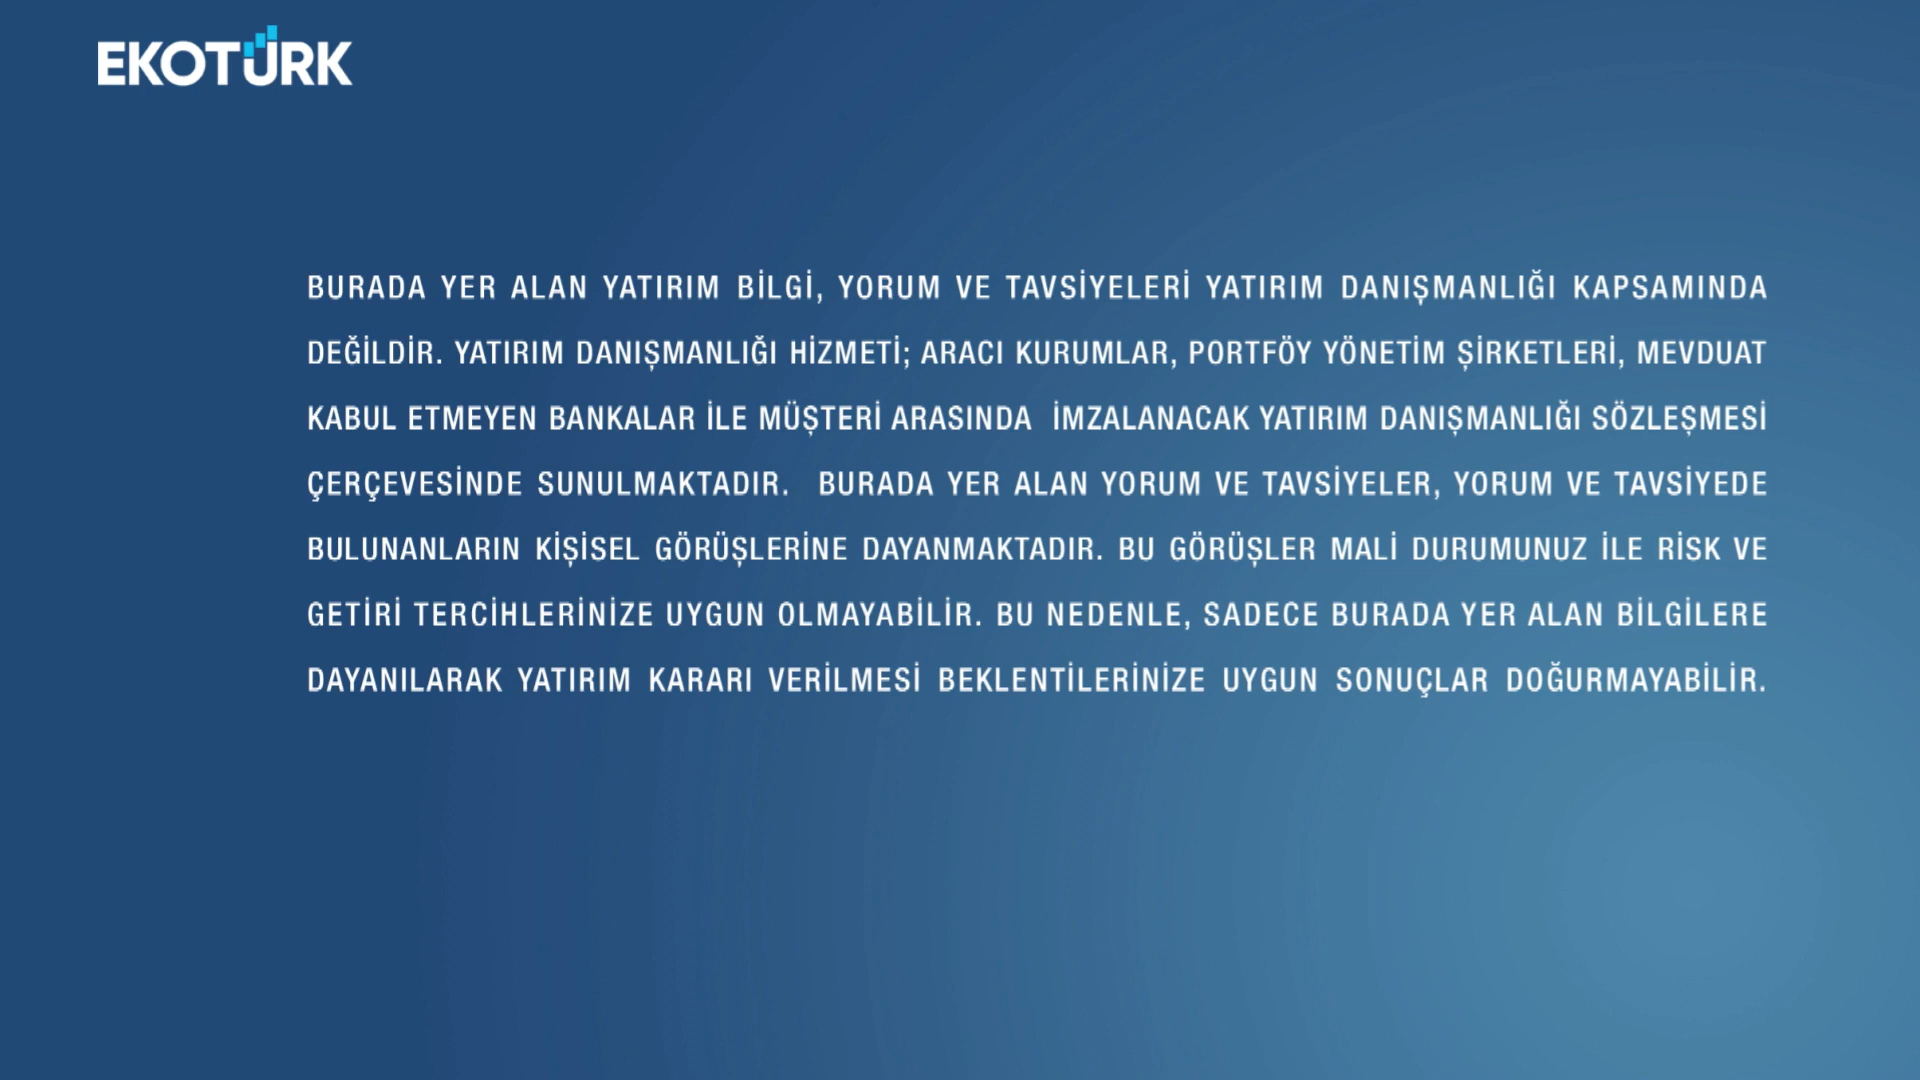 EKOTÜRK
BURADA YER ALAN YATIRIM BİLGİ, YORUM VE TAVSİYELERİ YATIRIM DANIŞMANLIĞI KAPSAMINDA
DEĞİLDİR. YATIRIM DANIŞMANLIĞI HİZMETİ; ARACI KURUMLAR, PORTFÖY YÖNETİM ŞİRKETLERİ, MEVDUAT
KABUL ETMEYEN BANKALAR İLE MÜŞTERİ ARASINDA İMZALANACAK YATIRIM DANIŞMANLIĞI SÖZLEŞMESİ
ÇERÇEVESİNDE SUNULMAKTADIR. BURADA YER ALAN YORUM VE TAVSİYELER, YORUM VE TAVSİYEDE
BULUNANLARIN KİŞİSEL GÖRÜŞLERİNE DAYANMAKTADIR. BU GÖRÜŞLER MALİ DURUMUNUZ İLE RİSK VE
GETİRİ TERCİHLERİNİZE UYGUN OLMAYABİLİR. BU NEDENLE, SADECE BURADA YER ALAN BİLGİLERE
DAYANILARAK YATIRIM KARARI VERİLMESİ BEKLENTİLERİNİZE UYGUN SONUÇLAR DOĞURMAYABİLİR.